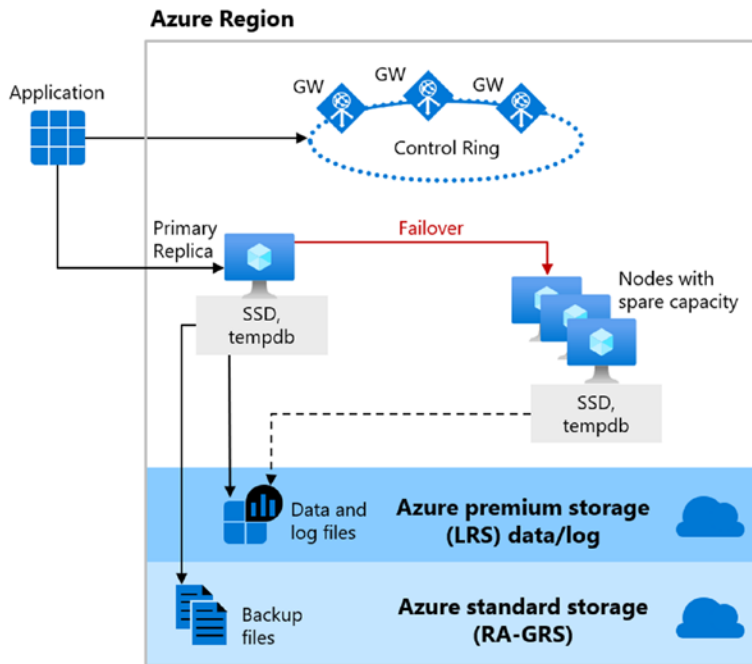 Azure Region
GW
GW
GW
Application
Control Ring
Primary
Replica
Failover
Nodes with
spare capacity
SSD,
tempdb
SSD,
tempdb
Data and
log files
Azure premium storage
(LRS) data/log
Backup
files
Azure standard storage
(RA-GRS)